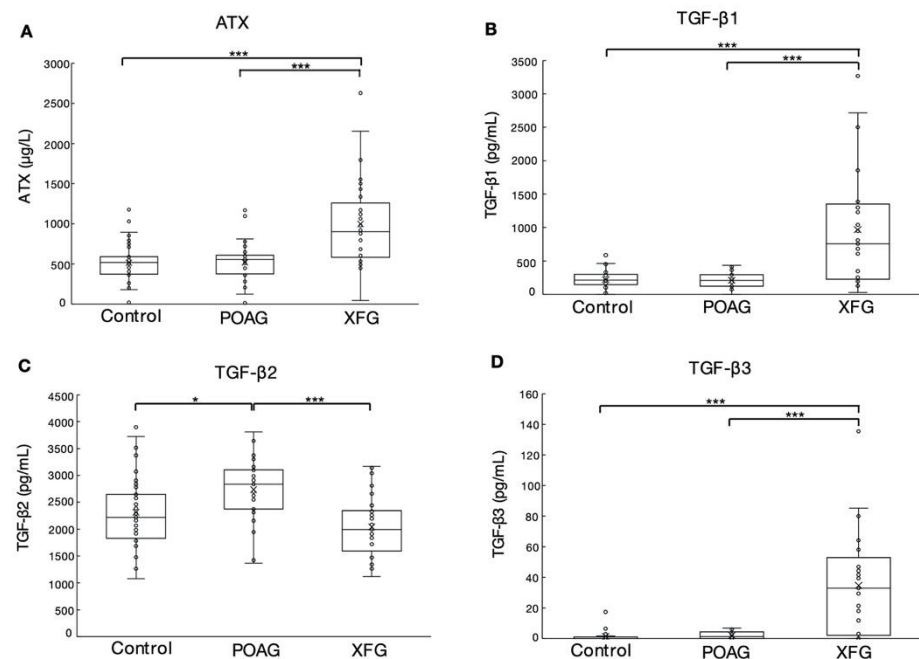 A
ATX
***
***
3000
2500
2000
1500
1000
500
0
ATX (µg/L)
Control POAG XFG
B
TGF-β1
***
***
3500
3000
2500
2000
1500
1000
500
0
TGF-β1 (pg/mL)
Control POAG XFG
C
TGF-β2
* ***
4500
4000
3500
3000
2500
2000
1500
1000
500
0
TGF-β2 (pg/mL)
Control POAG XFG
D
TGF-β3
***
***
160
140
120
100
80
60
40
20
0
TGF-β3 (pg/mL)
Control POAG XFG